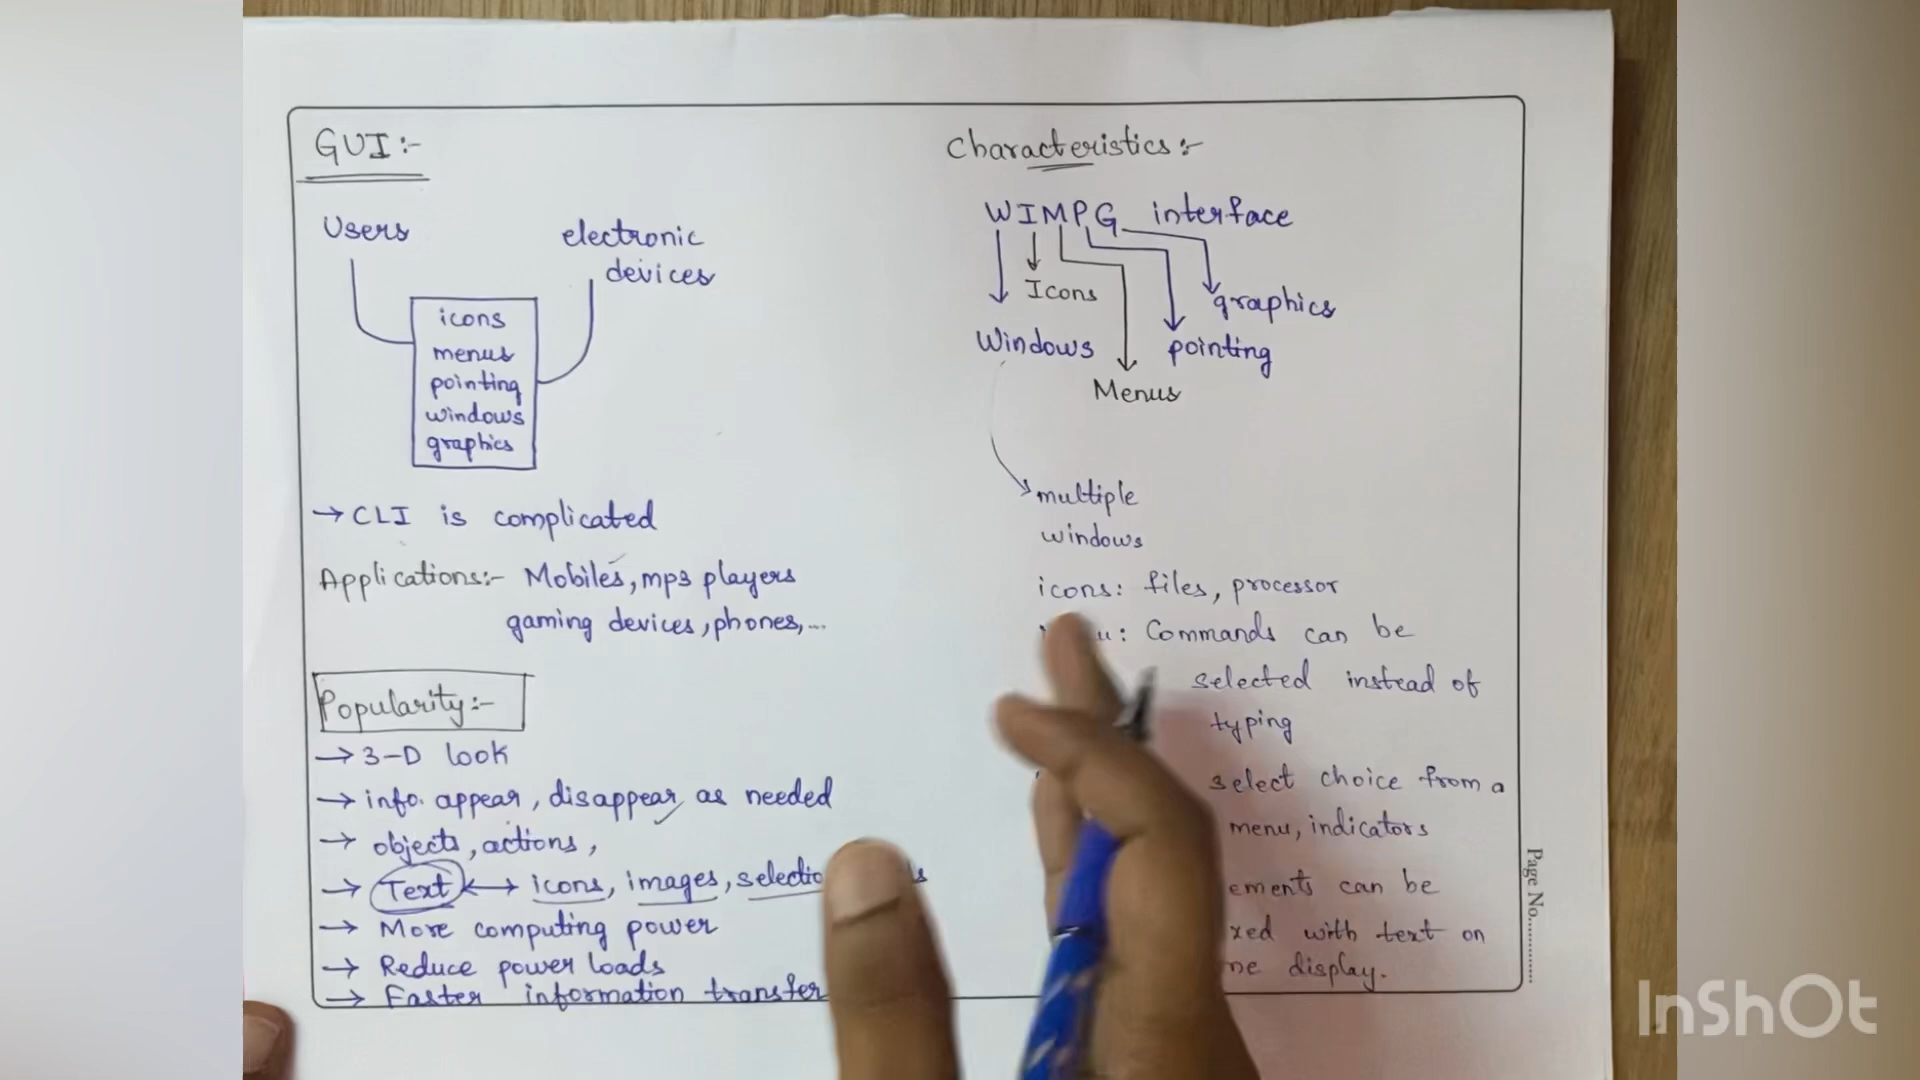 GUI:-
Users
electronic
devices
icons
menus
pointing
windows
graphics
→ CLI is complicated
Applications:- Mobiles, mp3 players
gaming devices, phones,...
Popularity:-
→ 3-D look
→ info. appear, disappear as needed
→ objects, actions,
→ Text ↔ icons, images,
→ More computing power
→ Reduce power loads
→ Faster information transfer
Characteristics:-
WIMPG interface
Icons
graphics
Windows
pointing
Menus
multiple
windows
icons: files, processor
: Commands can be
selected instead of
typing
select choice from a
menu, indicators
can be
with text on
display.
Page No..............
InShOt